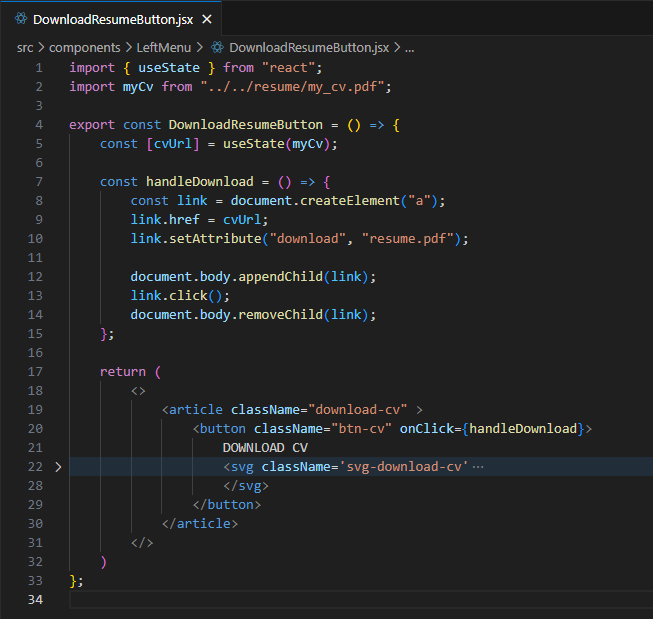 DownloadResumeButton.jsx ×
src > components > LeftMenu > DownloadResumeButton.jsx > ...
1 import { useState } from "react";
2 import myCv from "../../resume/my_cv.pdf";
3
4 export const DownloadResumeButton = () => {
5     const [cvUrl] = useState(myCv);
6
7     const handleDownload = () => {
8         const link = document.createElement("a");
9         link.href = cvUrl;
10         link.setAttribute("download", "resume.pdf");
11
12         document.body.appendChild(link);
13         link.click();
14         document.body.removeChild(link);
15     };
16
17     return (
18         <>
19             <article className="download-cv" >
20                 <button className="btn-cv" onClick={handleDownload}>
21                     DOWNLOAD CV
22                     <svg className='svg-download-cv' ...
28                     </svg>
29                 </button>
30             </article>
31         </>
32     )
33 };
34